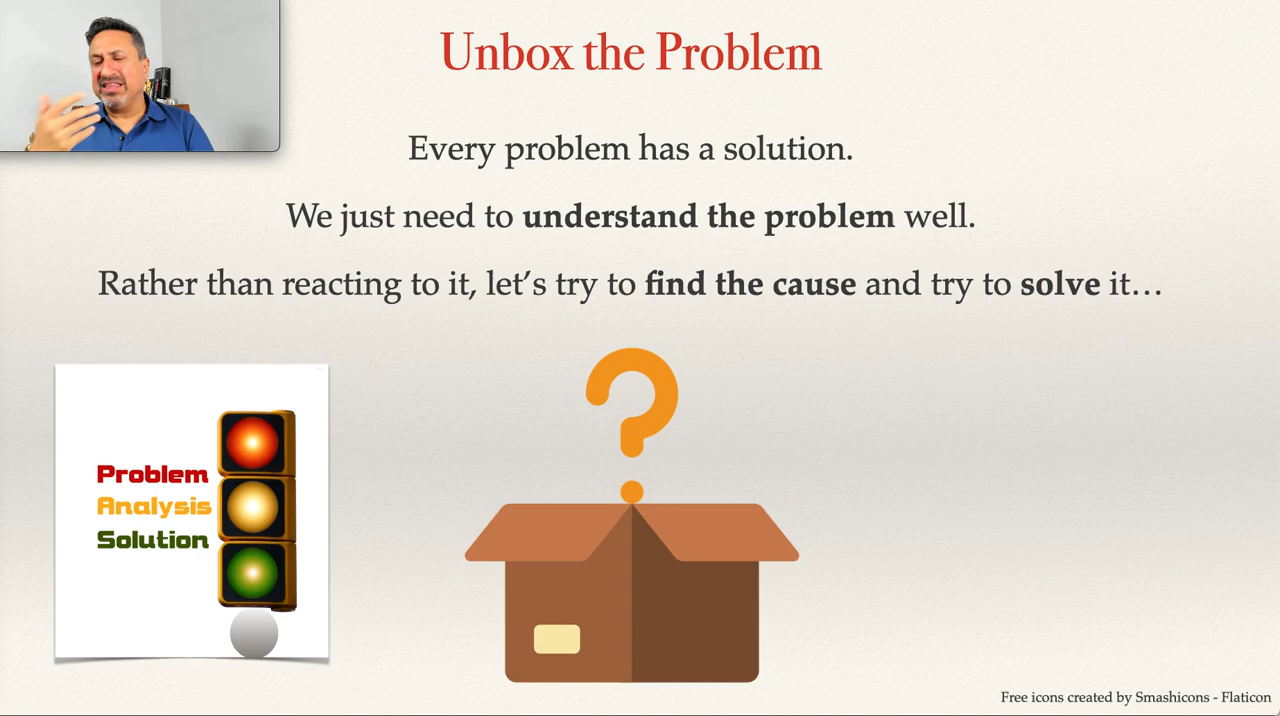 Unbox the Problem
Every problem has a solution.
We just need to understand the problem well.
Rather than reacting to it, let’s try to find the cause and try to solve it…
Problem
Analysis
Solution
Free icons created by Smashicons - Flaticon